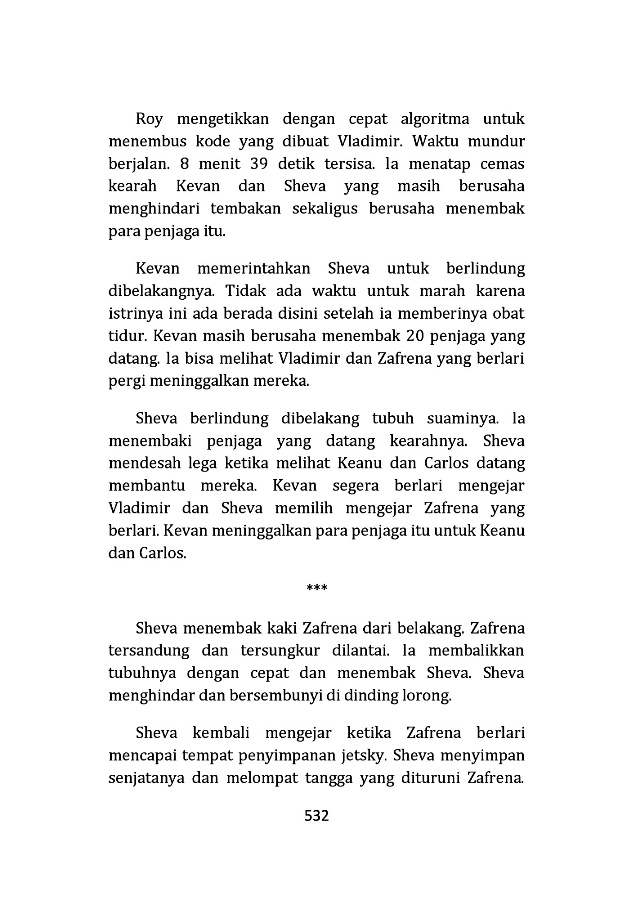 Roy mengetikkan dengan cepat algoritma untuk
menembus kode yang dibuat Vladimir. Waktu mundur
berjalan. 8 menit 39 detik tersisa. Ia menatap cemas
kearah Kevan dan Sheva yang masih berusaha
menghindari tembakan sekaligus berusaha menembak
para penjaga itu.
Kevan memerintahkan Sheva untuk berlindung
dibelakangnya. Tidak ada waktu untuk marah karena
istrinya ini ada berada disini setelah ia memberinya obat
tidur. Kevan masih berusaha menembak 20 penjaga yang
datang. Ia bisa melihat Vladimir dan Zafrena yang berlari
pergi meninggalkan mereka.
Sheva berlindung dibelakang tubuh suaminya. Ia
menembaki penjaga yang datang kearahnya. Sheva
mendesah lega ketika melihat Keanu dan Carlos datang
membantu mereka. Kevan segera berlari mengejar
Vladimir dan Sheva memilih mengejar Zafrena yang
berlari. Kevan meninggalkan para penjaga itu untuk Keanu
dan Carlos.
***
Sheva menembak kaki Zafrena dari belakang. Zafrena
tersandung dan tersungkur dilantai. Ia membalikkan
tubuhnya dengan cepat dan menembak Sheva. Sheva
menghindar dan bersembunyi di dinding lorong.
Sheva kembali mengejar ketika Zafrena berlari
mencapai tempat penyimpanan jetsky. Sheva menyimpan
senjatanya dan melompat tangga yang dituruni Zafrena.
532